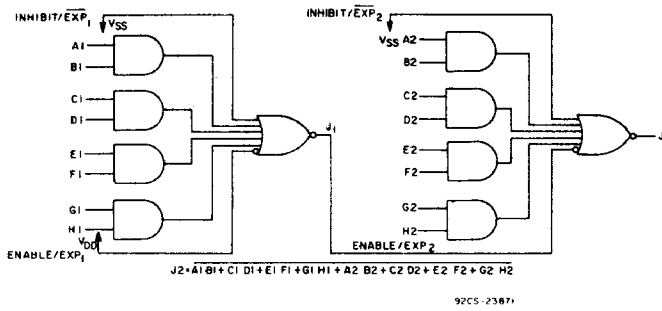 INHIBIT/EXP1
VSS
A1
B1
C1
D1
E1
F1
G1
H1
VDD
ENABLE/EXP1
J1
INHIBIT/EXP2
VSS
A2
B2
C2
D2
E2
F2
G2
H2
ENABLE/EXP2
J
J2=A1 B1+C1 D1+E1 F1+G1 H1+A2 B2+C2 D2+E2 F2+G2 H2
92CS-23871